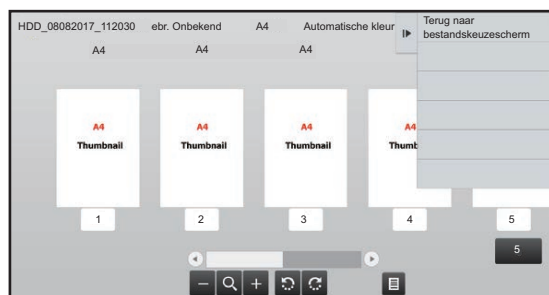 HDD_08082017_112030 ebr. Onbekend A4 Automatische kleur
Terug naar
bestandskeuzescherm
A4 A4 A4
A4 A4 A4 A4
Thumbnail Thumbnail Thumbnail Thumb
1 2 3 4 5
5